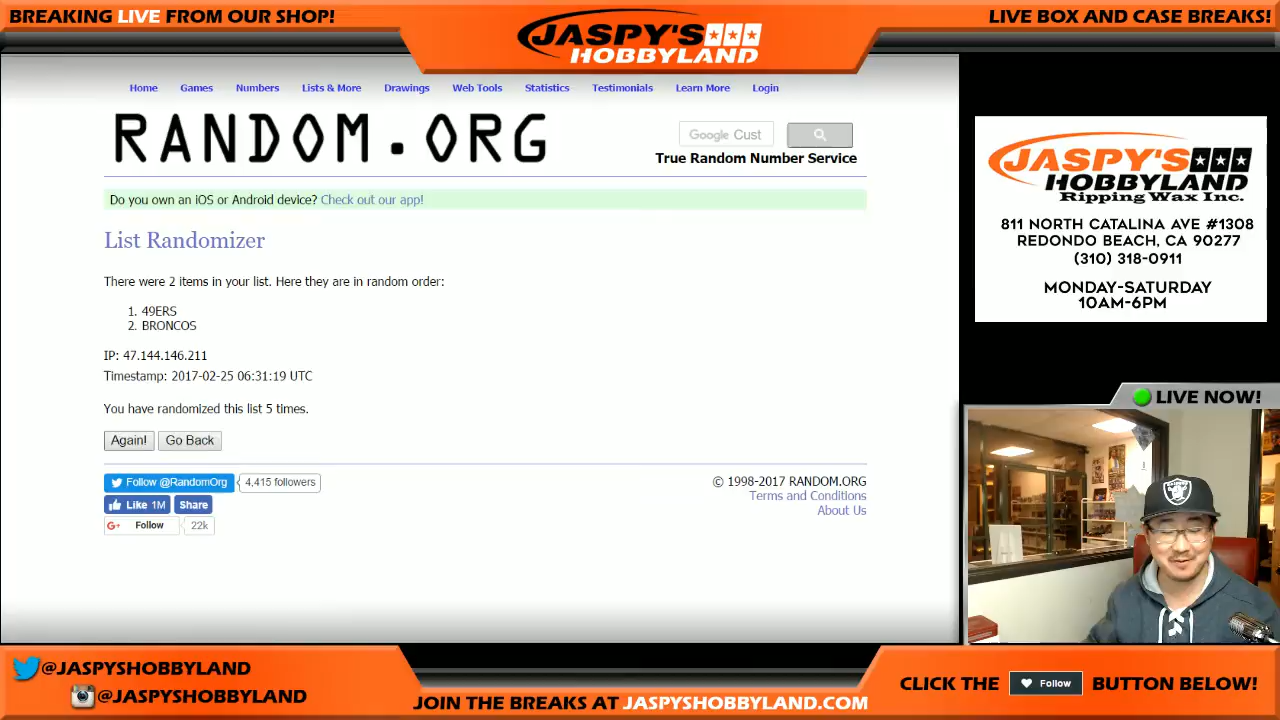 BREAKING LIVE FROM OUR SHOP!
JASPY'S
HOBBYLAND
LIVE BOX AND CASE BREAKS!
Home Games Numbers Lists & More Drawings Web Tools Statistics Testimonials Learn More Login
RANDOM.ORG
Google Cust
True Random Number Service
Do you own an iOS or Android device? Check out our app!
List Randomizer
There were 2 items in your list. Here they are in random order:
1. 49ERS
2. BRONCOS
IP: 47.144.146.211
Timestamp: 2017-02-25 06:31:19 UTC
You have randomized this list 5 times.
Again! Go Back
Follow @RandomOrg 4,415 followers
Like 1M Share
G+ Follow 22k
© 1998-2017 RANDOM.ORG
Terms and Conditions
About Us
JASPY'S
HOBBYLAND
Ripping Wax Inc.
811 NORTH CATALINA AVE #1308
REDONDO BEACH, CA 90277
(310) 318-0911
MONDAY-SATURDAY
10AM-6PM
LIVE NOW!
RAIDERS
@JASPYSHOBBYLAND
@JASPYSHOBBYLAND
JOIN THE BREAKS AT JASPYSHOBBYLAND.COM
CLICK THE Follow BUTTON BELOW!